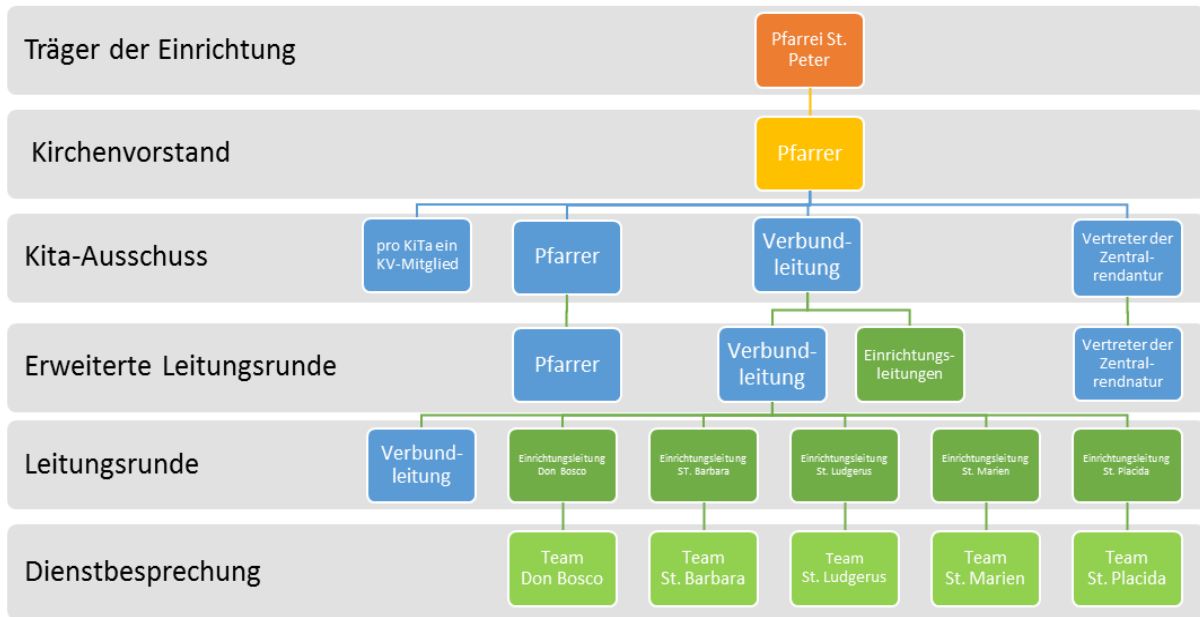 Träger der Einrichtung
Pfarrei St.
Peter
Kirchenvorstand
Pfarrer
Kita-Ausschuss
pro KiTa ein
KV-Mitglied
Pfarrer
Verbund-
leitung
Vertreter der
Zentral-
rendantur
Erweiterte Leitungsrunde
Pfarrer
Verbund-
leitung
Einrichtungs-
leitungen
Vertreter der
Zentral-
rendnatur
Leitungsrunde
Verbund-
leitung
Einrichtungsleitung
Don Bosco
Einrichtungsleitung
ST. Barbara
Einrichtungsleitung
St. Ludgerus
Einrichtungsleitung
St. Marien
Einrichtungsleitung
St. Placida
Dienstbesprechung
Team
Don Bosco
Team
St. Barbara
Team
St. Ludgerus
Team
St. Marien
Team
St. Placida